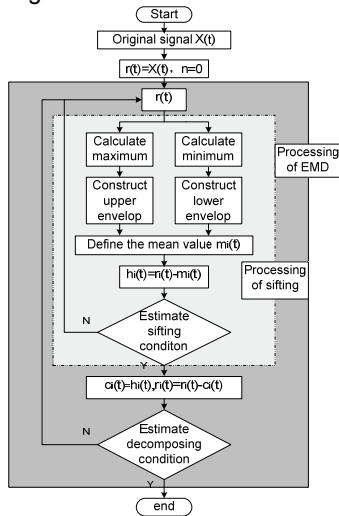 Start
Original signal X(t)
r(t)=X(t), n=0
r(t)
Calculate
maximum
Calculate
minimum
Processing
of EMD
Construct
upper
envelop
Construct
lower
envelop
Define the mean value mi(t)
hi(t)=ri(t)-mi(t)
Processing
of sifting
Estimate
sifting
conditon
N
Y
ci(t)=hi(t),ri(t)=ri(t)-ci(t)
Estimate
decomposing
condition
N
Y
end